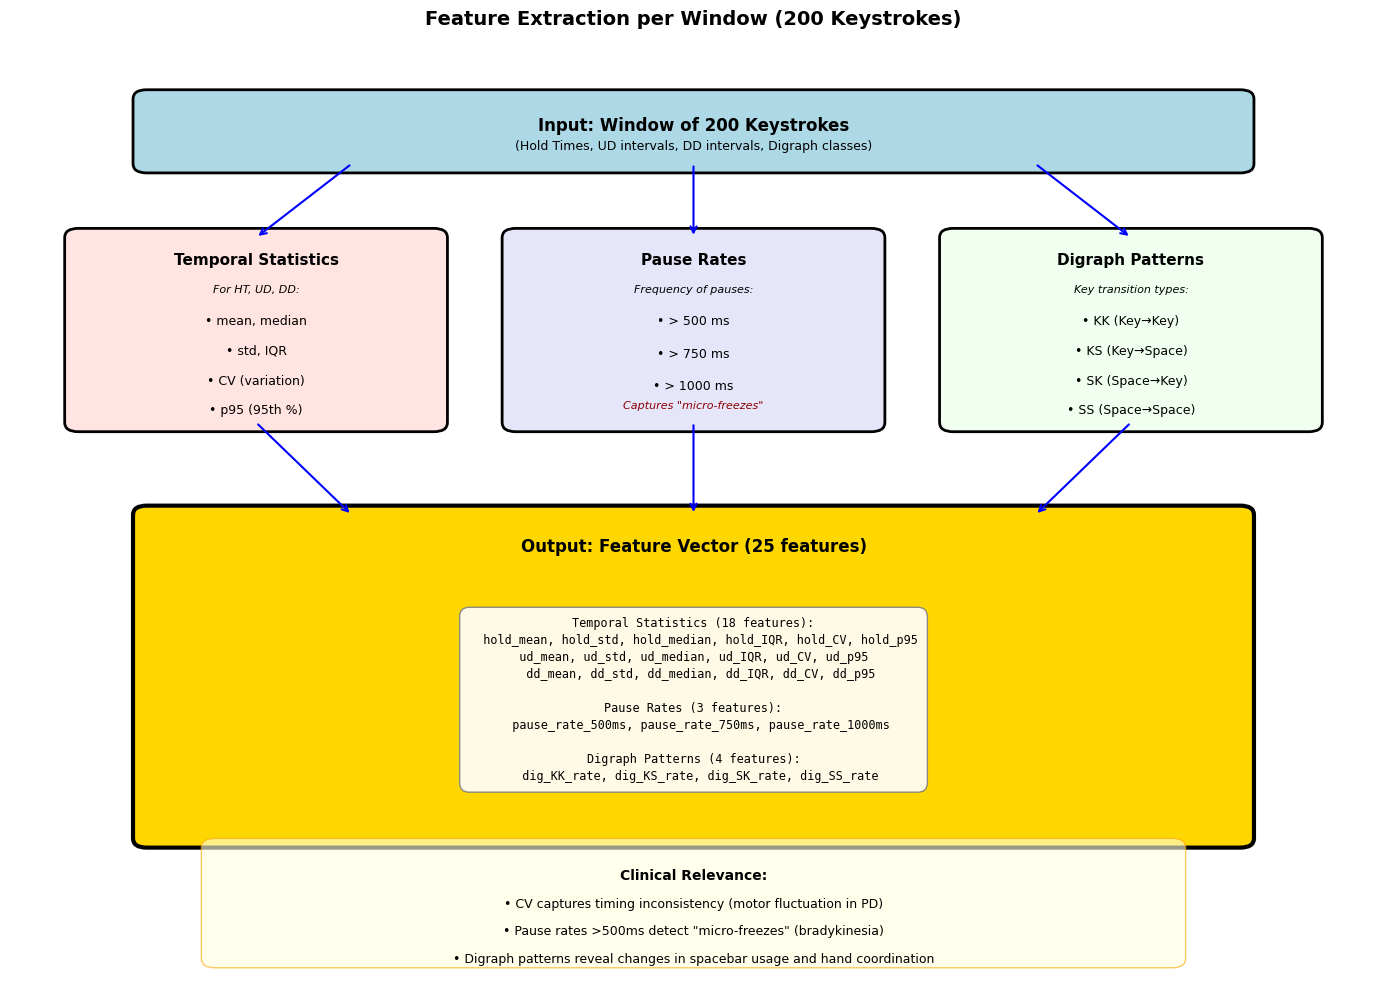 Feature Extraction per Window (200 Keystrokes)
Input: Window of 200 Keystrokes
(Hold Times, UD intervals, DD intervals, Digraph classes)
Temporal Statistics
For HT, UD, DD:
• mean, median
• std, IQR
• CV (variation)
• p95 (95th %)
Pause Rates
Frequency of pauses:
• > 500 ms
• > 750 ms
• > 1000 ms
Captures "micro-freezes"
Digraph Patterns
Key transition types:
• KK (Key→Key)
• KS (Key→Space)
• SK (Space→Key)
• SS (Space→Space)
Output: Feature Vector (25 features)
Temporal Statistics (18 features):
hold_mean, hold_std, hold_median, hold_IQR, hold_CV, hold_p95
ud_mean, ud_std, ud_median, ud_IQR, ud_CV, ud_p95
dd_mean, dd_std, dd_median, dd_IQR, dd_CV, dd_p95
Pause Rates (3 features):
pause_rate_500ms, pause_rate_750ms, pause_rate_1000ms
Digraph Patterns (4 features):
dig_KK_rate, dig_KS_rate, dig_SK_rate, dig_SS_rate
Clinical Relevance:
• CV captures timing inconsistency (motor fluctuation in PD)
• Pause rates >500ms detect "micro-freezes" (bradykinesia)
• Digraph patterns reveal changes in spacebar usage and hand coordination